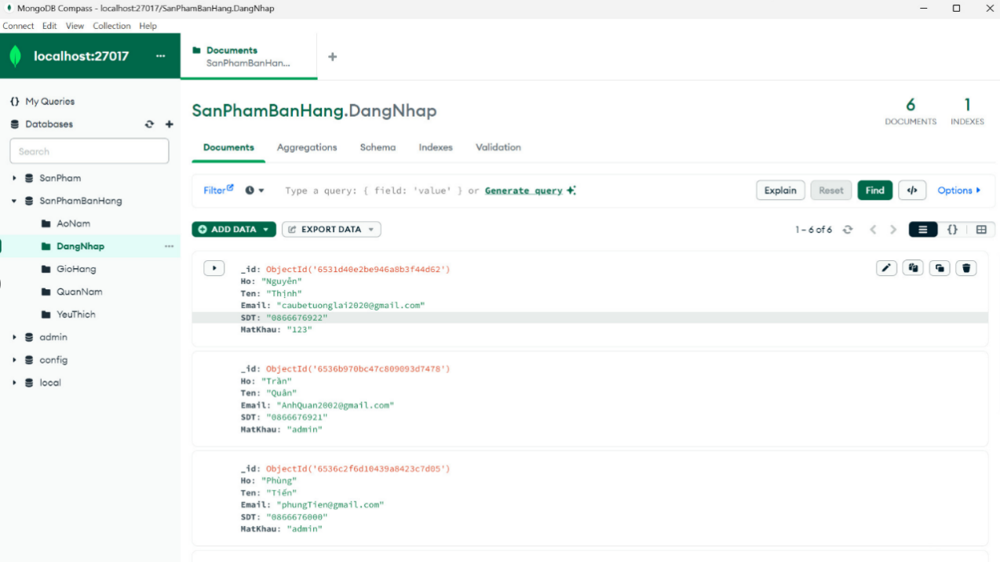 MongoDB Compass - localhost:27017/SanPhamBanHang.DangNhap
Connect Edit View Collection Help
localhost:27017 ...
Documents
SanPhamBanHan...
{} My Queries
Databases
Search
SanPham
SanPhamBanHang
AoNam
DangNhap ...
GioHang
QuanNam
YeuThich
admin
config
local
SanPhamBanHang.DangNhap
6
DOCUMENTS
1
INDEXES
Documents Aggregations Schema Indexes Validation
Filter Type a query: { field: 'value' } or Generate query Explain Reset Find </> Options
ADD DATA EXPORT DATA 1 – 6 of 6 {}
_id: ObjectId('6531d40e2be946a8b3f44d62')
Ho: "Nguyễn"
Ten: "Thịnh"
Email: "caubetuonglai2020@gmail.com"
SDT: "0866676922"
MatKhau: "123"
_id: ObjectId('6536b970bc47c809093d7478')
Ho: "Trần"
Ten: "Quân"
Email: "AnhQuan2002@gmail.com"
SDT: "0866676921"
MatKhau: "admin"
_id: ObjectId('6536c2f6d10439a8423c7d05')
Ho: "Phùng"
Ten: "Tiến"
Email: "phungTien@gmail.com"
SDT: "0866676000"
MatKhau: "admin"